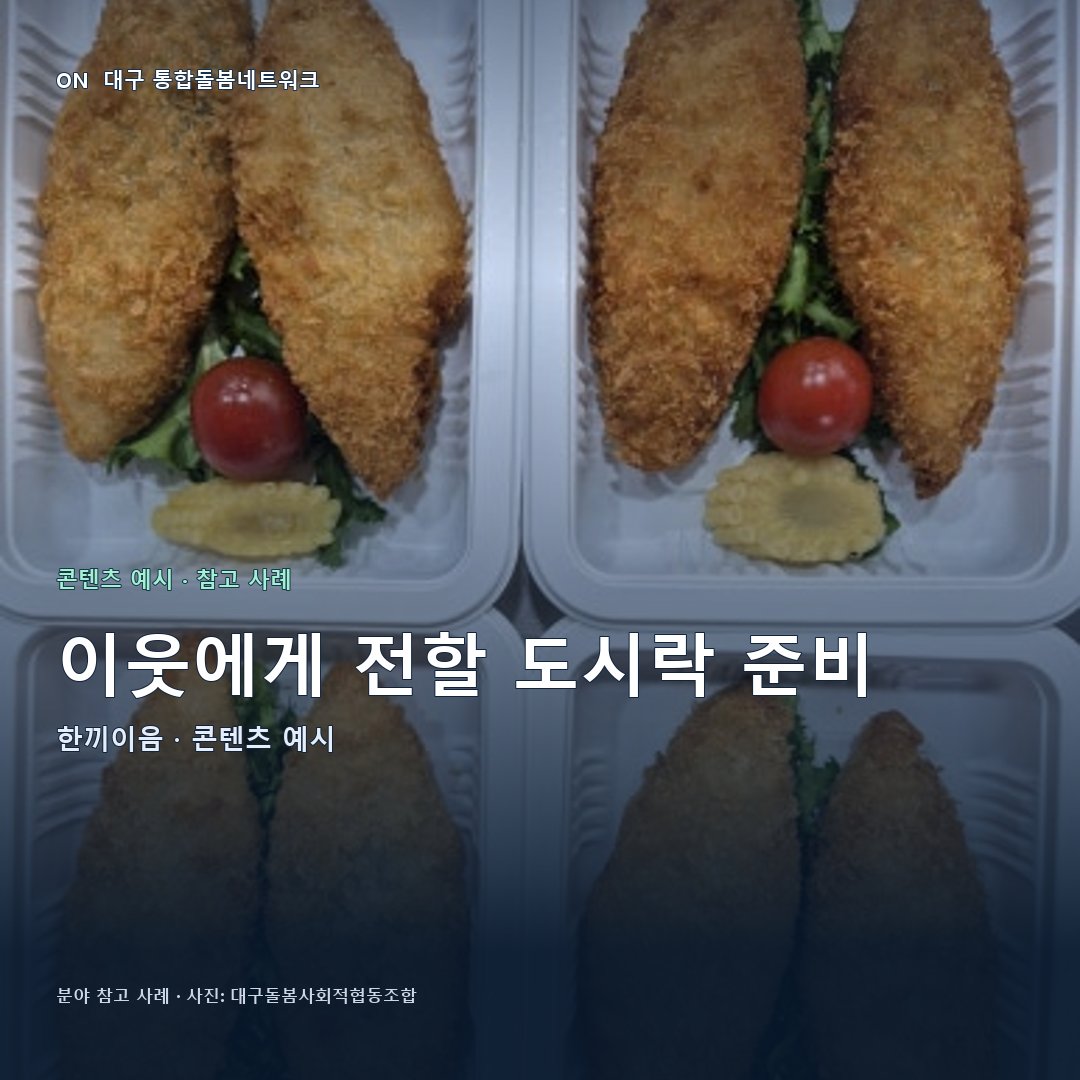 ON 대구 통합돌봄네트워크
콘텐츠 예시 · 참고 사례
이웃에게 전할 도시락 준비
한끼이음 · 콘텐츠 예시
분야 참고 사례 · 사진: 대구돌봄사회적협동조합